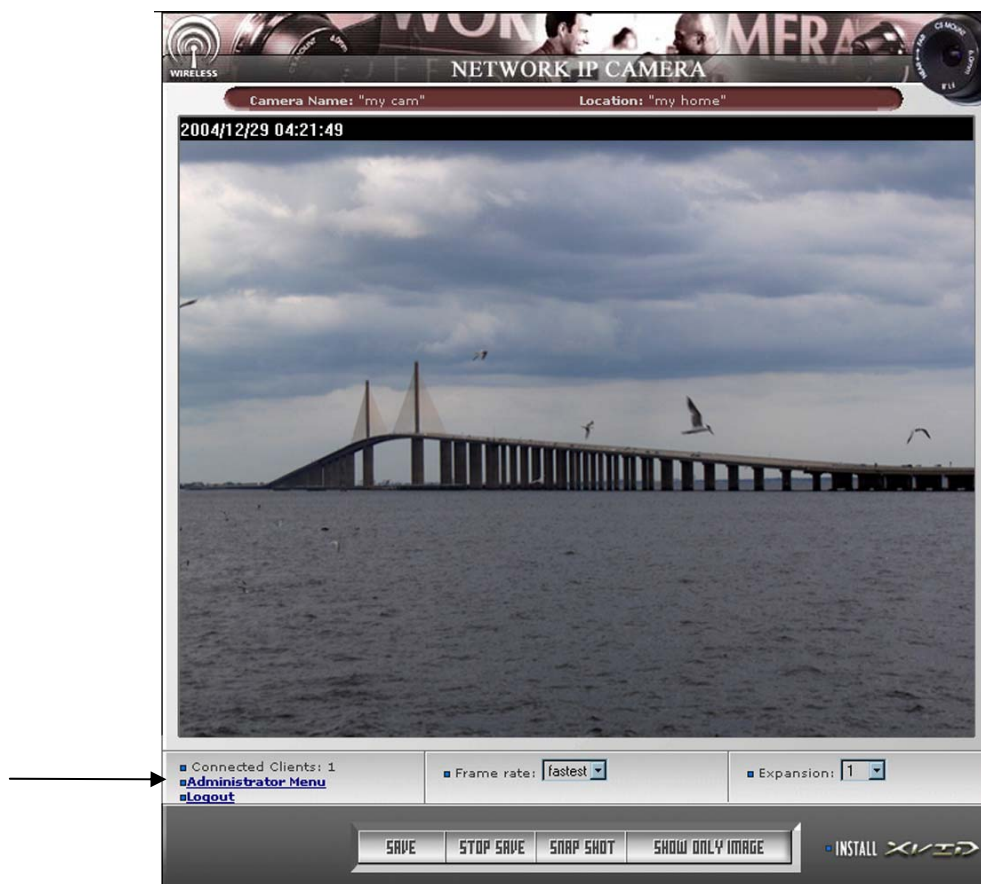 WIRELESS
NETWORK IP CAMERA
Camera Name: "my cam" Location: "my home"
2004/12/29 04:21:49
Connected Clients: 1
Administrator Menu
Logout
Frame rate: fastest
Expansion: 1
SAVE STOP SAVE SNAP SHOT SHOW ONLY IMAGE
INSTALL XVID